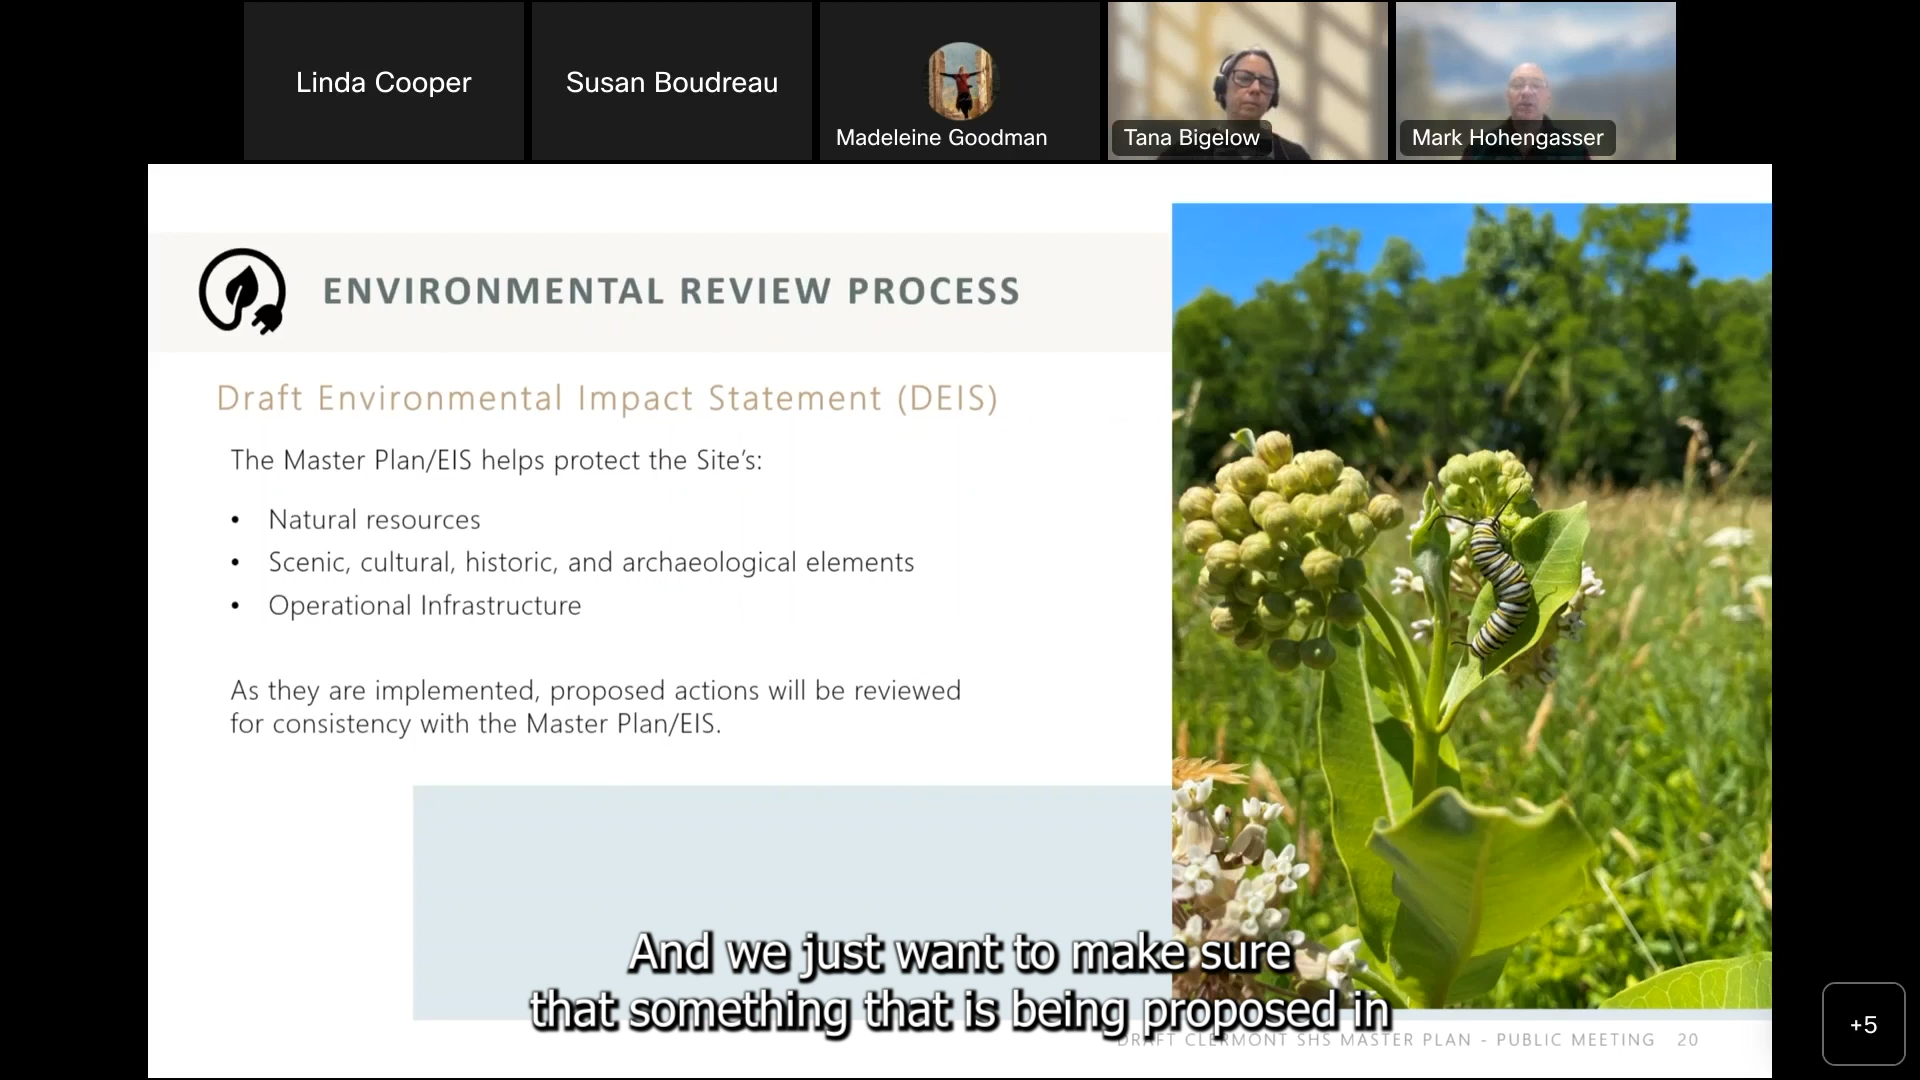 Linda Cooper
Susan Boudreau
Madeleine Goodman
Tana Bigelow
Mark Hohengasser
ENVIRONMENTAL REVIEW PROCESS
Draft Environmental Impact Statement (DEIS)
The Master Plan/EIS helps protect the Site's:
• Natural resources
• Scenic, cultural, historic, and archaeological elements
• Operational Infrastructure
As they are implemented, proposed actions will be reviewed
for consistency with the Master Plan/EIS.
And we just want to make sure
that something that is being proposed in
DRAFT CLERMONT SHS MASTER PLAN - PUBLIC MEETING 20
+5